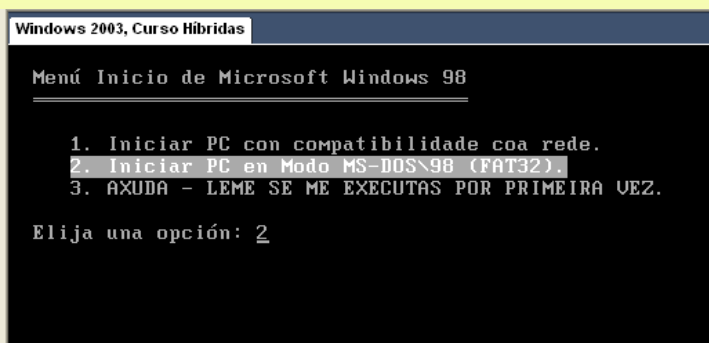 Windows 2003, Curso Híbridas
Menú Inicio de Microsoft Windows 98
1. Iniciar PC con compatibilidade coa rede.
2. Iniciar PC en Modo MS-DOS\98 (FAT32).
3. AXUDA - LEME SE ME EXECUTAS POR PRIMEIRA VEZ.
Elija una opción: 2